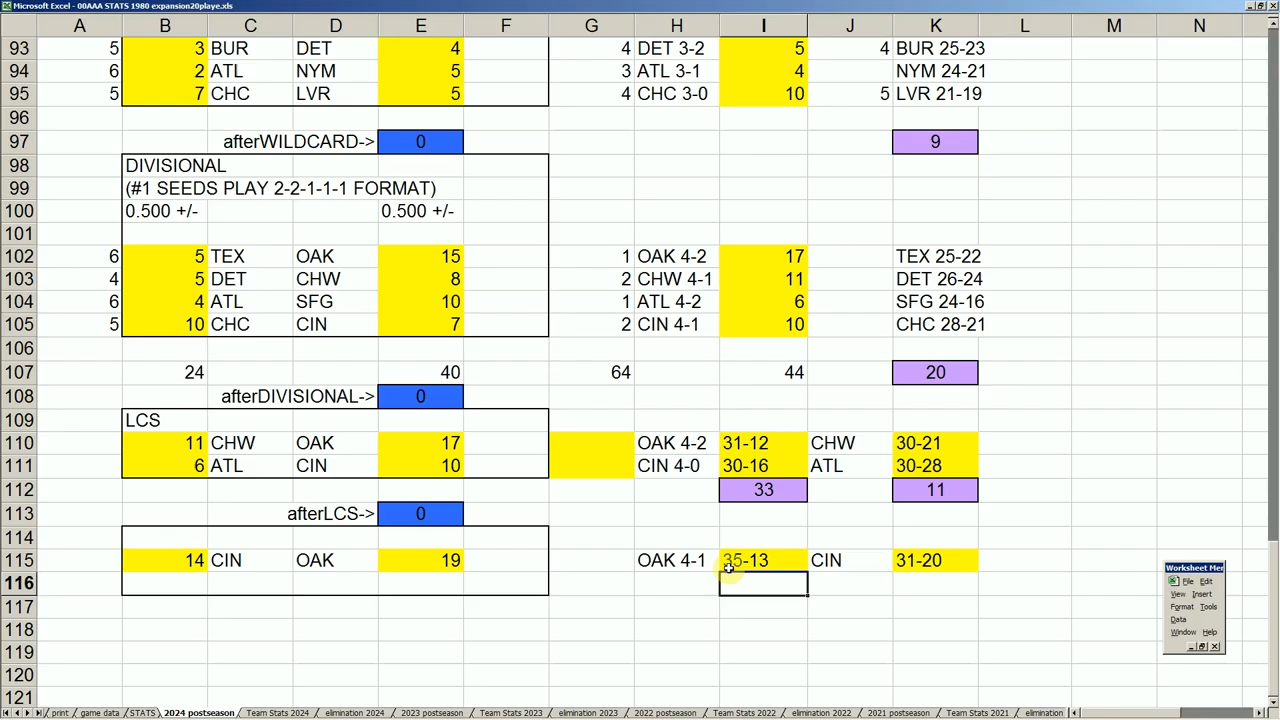 Microsoft Excel - 00AAA STATS 1980 expansion20playe.xls
A B C D E F G H I J K L M N
93 5 3 BUR DET 4 4 DET 3-2 5 4 BUR 25-23
94 6 2 ATL NYM 5 3 ATL 3-1 4 NYM 24-21
95 5 7 CHC LVR 5 4 CHC 3-0 10 5 LVR 21-19
96
97 afterWILDCARD-> 0 9
98 DIVISIONAL
99 (#1 SEEDS PLAY 2-2-1-1-1 FORMAT)
100 0.500 +/- 0.500 +/-
101
102 6 5 TEX OAK 15 1 OAK 4-2 17 TEX 25-22
103 4 5 DET CHW 8 2 CHW 4-1 11 DET 26-24
104 6 4 ATL SFG 10 1 ATL 4-2 6 SFG 24-16
105 5 10 CHC CIN 7 2 CIN 4-1 10 CHC 28-21
106
107 24 40 64 44 20
108 afterDIVISIONAL-> 0
109 LCS
110 11 CHW OAK 17 OAK 4-2 31-12 CHW 30-21
111 6 ATL CIN 10 CIN 4-0 30-16 ATL 30-28
112 33 11
113 afterLCS-> 0
114
115 14 CIN OAK 19 OAK 4-1 35-13 CIN 31-20
116
117
118
119
120
121
Worksheet Mer
File Edit
View Insert
Format Tools
Data
Window Help
print game data STATS 2024 postseason Team Stats 2024 elimination 2024 2023 postseason Team Stats 2023 elimination 2023 2022 postseason Team Stats 2022 elimination 2022 2021 postseason Team Stats 2021 elimination